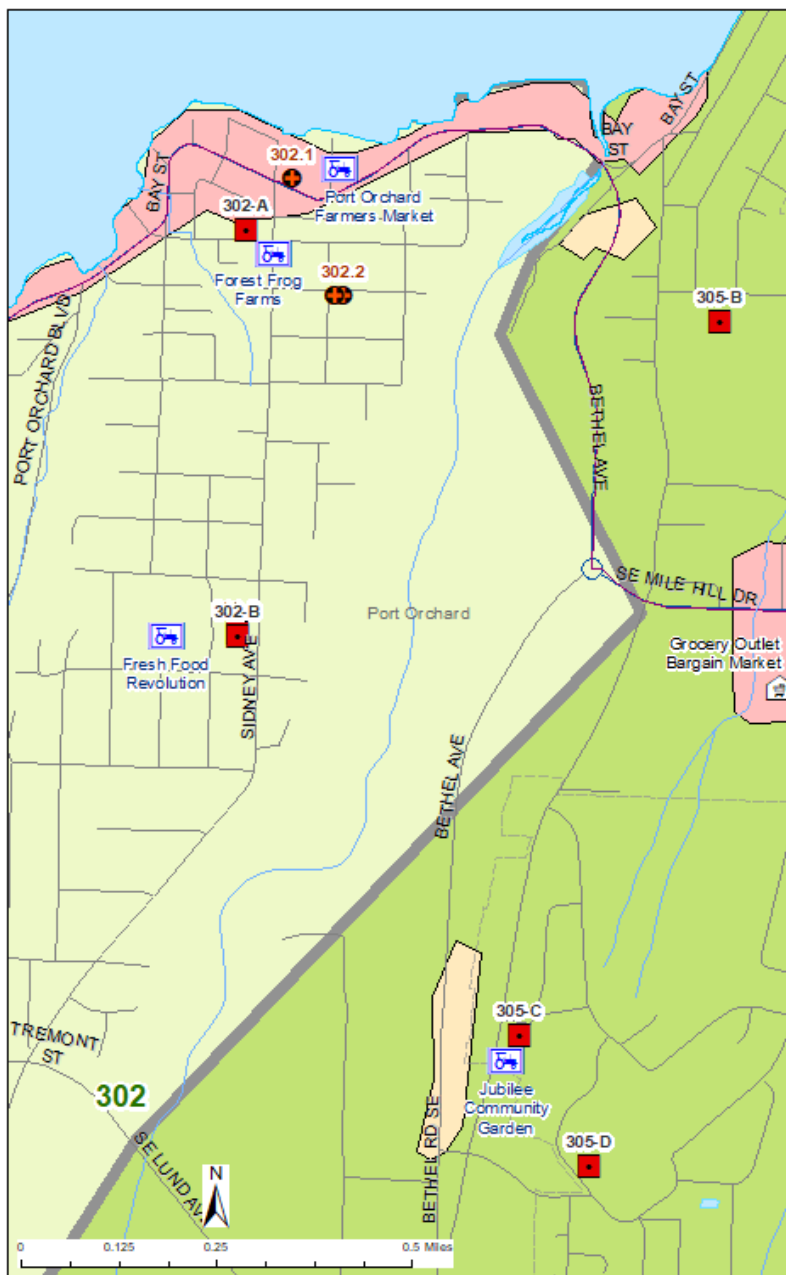 BAY ST
BAY
ST
BAY ST
302.1
Port Orchard
Farmers Market
302-A
Forest Frog
Farms
302.2
305-B
PORT ORCHARD BLVD
BETHEL AVE
SE MILE HILL DR
302-B
Port Orchard
Fresh Food
Revolution
SIDNEY AVE
Grocery Outlet
Bargain Market
BETHEL AVE
305-C
TREMONT
ST
Jubilee
Community
Garden
302
305-D
SE LUND AV
BETHEL RD SE
N
0 0.125 0.25 0.5 Miles